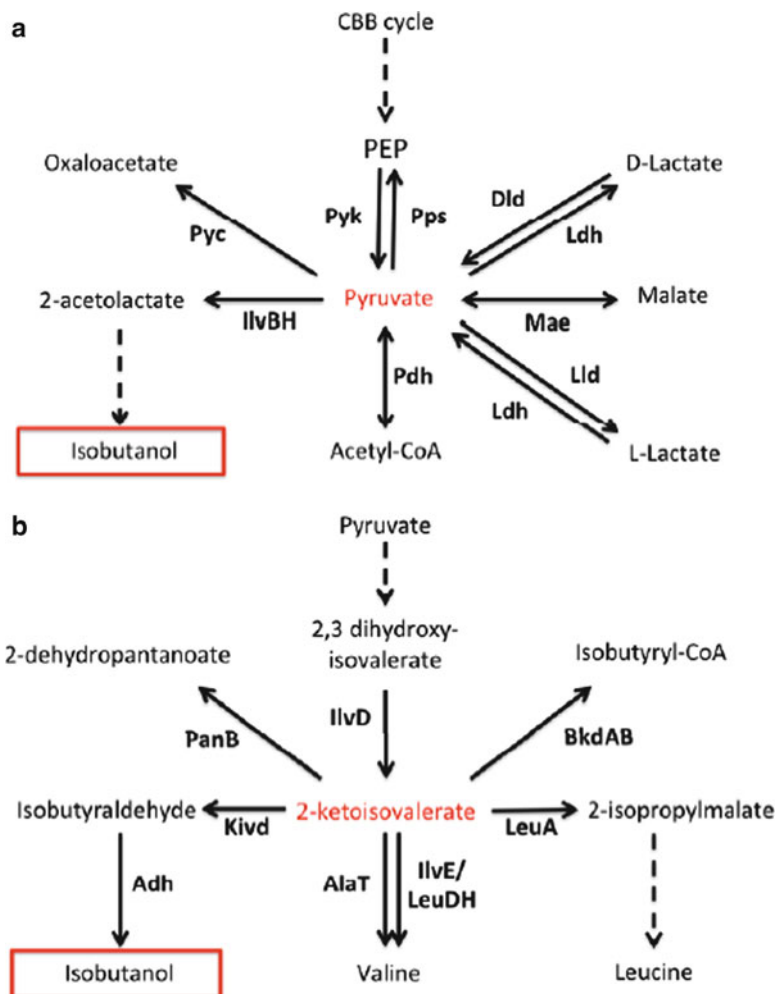 a
CBB cycle
PEP
Oxaloacetate
D-Lactate
Pyk
Pps
Dld
Ldh
Pyc
2-acetolactate
Pyruvate
Malate
IlvBH
Mae
Pdh
Lld
Ldh
Isobutanol
Acetyl-CoA
L-Lactate
b
Pyruvate
2,3 dihydroxy-
isovalerate
2-dehydropantanoate
Isobutyryl-CoA
IlvD
PanB
BkdAB
Isobutyraldehyde
2-ketoisovalerate
2-isopropylmalate
Kivd
LeuA
Adh
AlaT
IlvE/
LeuDH
Isobutanol
Valine
Leucine